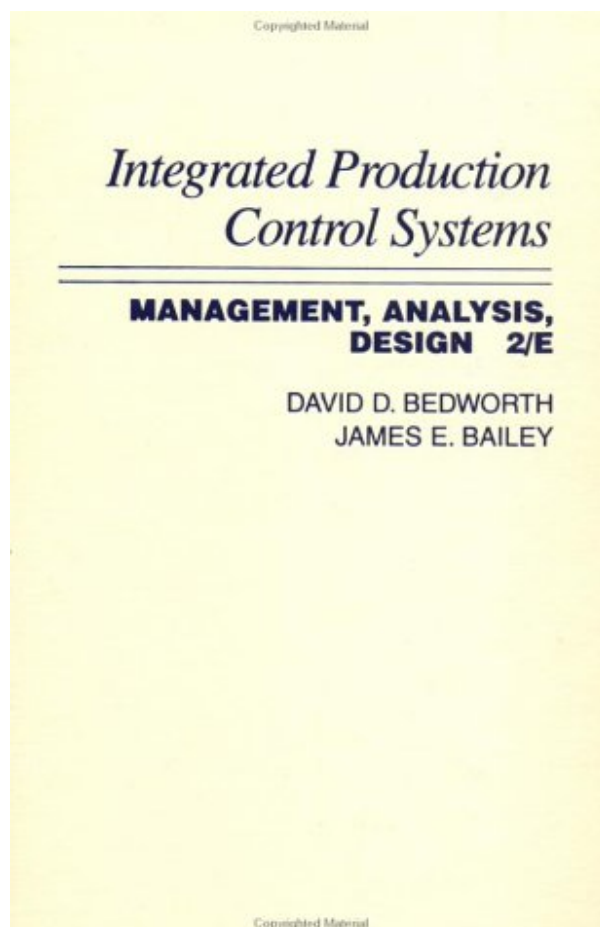 Copyrighted Material
Integrated Production
Control Systems
MANAGEMENT, ANALYSIS,
DESIGN 2/E
DAVID D. BEDWORTH
JAMES E. BAILEY
Copyrighted Material